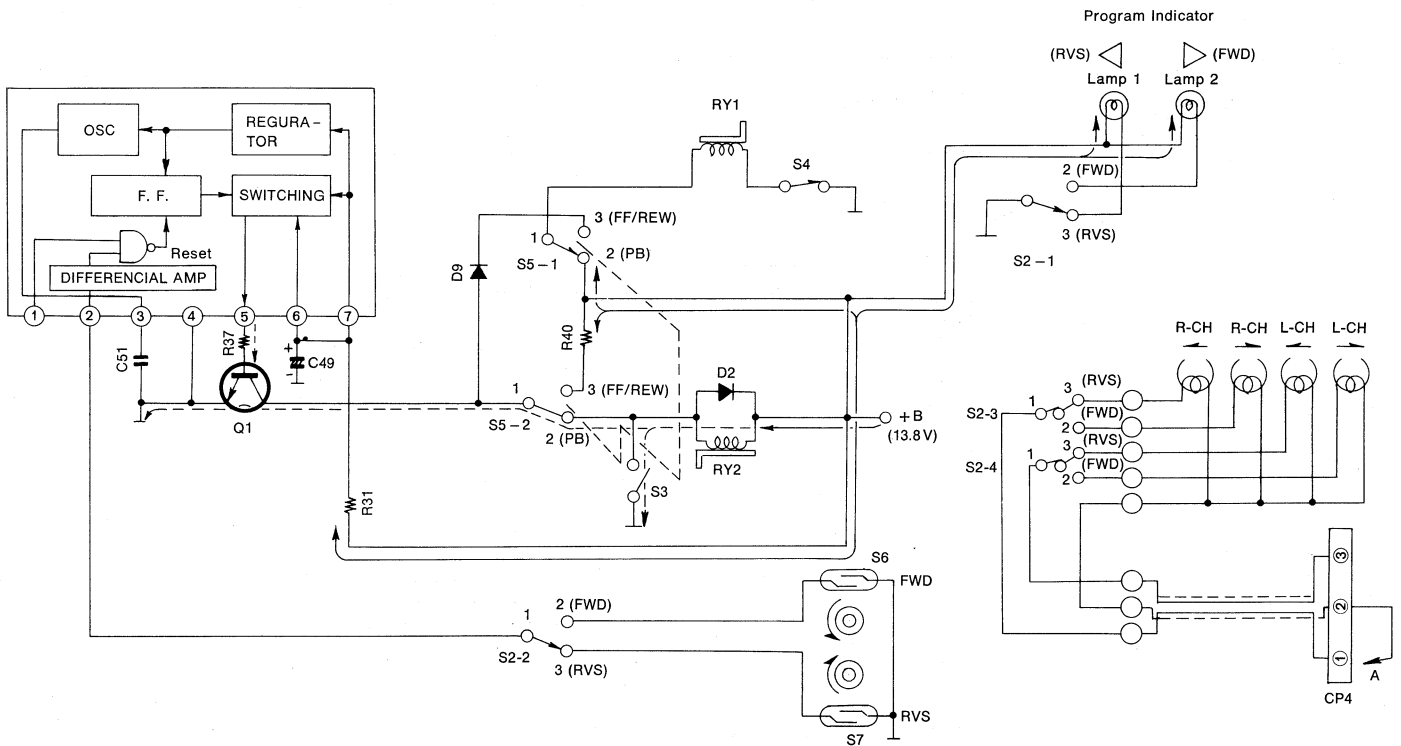 Program Indicator
(RVS) (FWD)
Lamp 1 Lamp 2
RY1
OSC
REGURA-
TOR
S4
2 (FWD)
F. F.
SWITCHING
3 (FF/REW)
3 (RVS)
1
2 (PB)
S5-1
S2-1
Reset
D9
DIFFERENCIAL AMP
1 2 3 4 5 6 7
R37
R40
C51
+
C49
-
R-CH R-CH L-CH L-CH
D2
3 (FF/REW)
1
Q1
S5-2
2 (PB)
+B
(13.8V)
RY2
S3
R31
(RVS)
3
1
S2-3
(FWD)
2
(RVS)
3
1
S2-4
(FWD)
2
S6
FWD
2 (FWD)
1
S2-2
3 (RVS)
RVS
S7
3
2
1
A
CP4